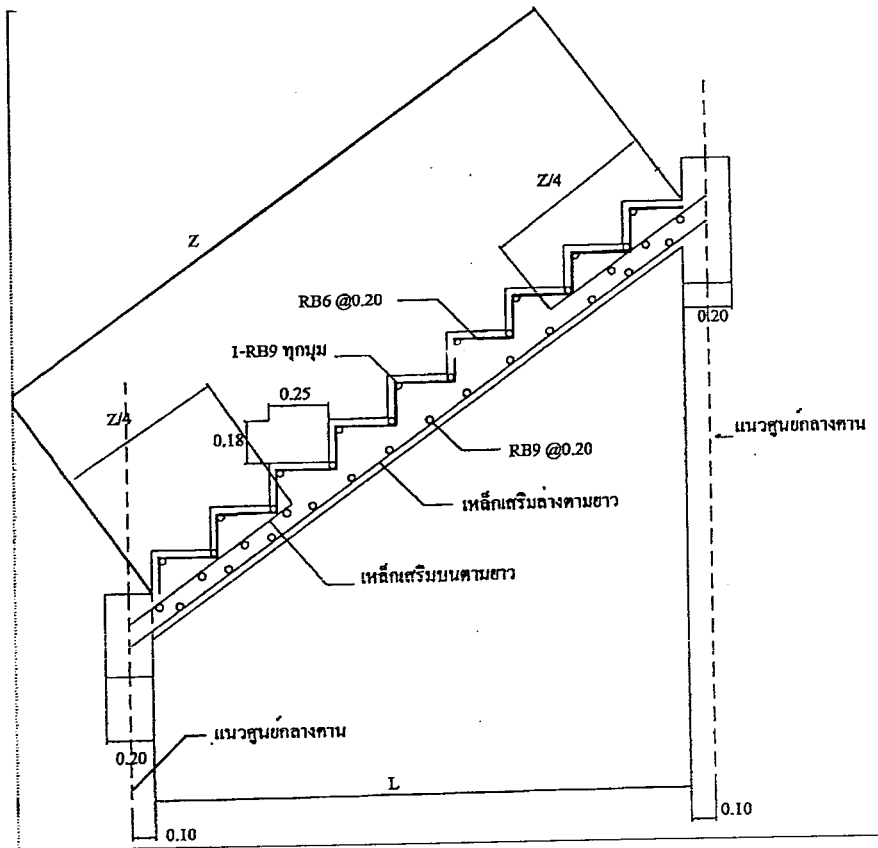 Z/4
Z
RB6 @0.20
0.20
1-RB9 ทุกมุม
0.25
Z/4
0.18
แนวศูนย์กลางคาน
RB9 @0.20
เหล็กเสริมล่างตามยาว
เหล็กเสริมบนตามยาว
แนวศูนย์กลางคาน
0.20
L
0.10
0.10